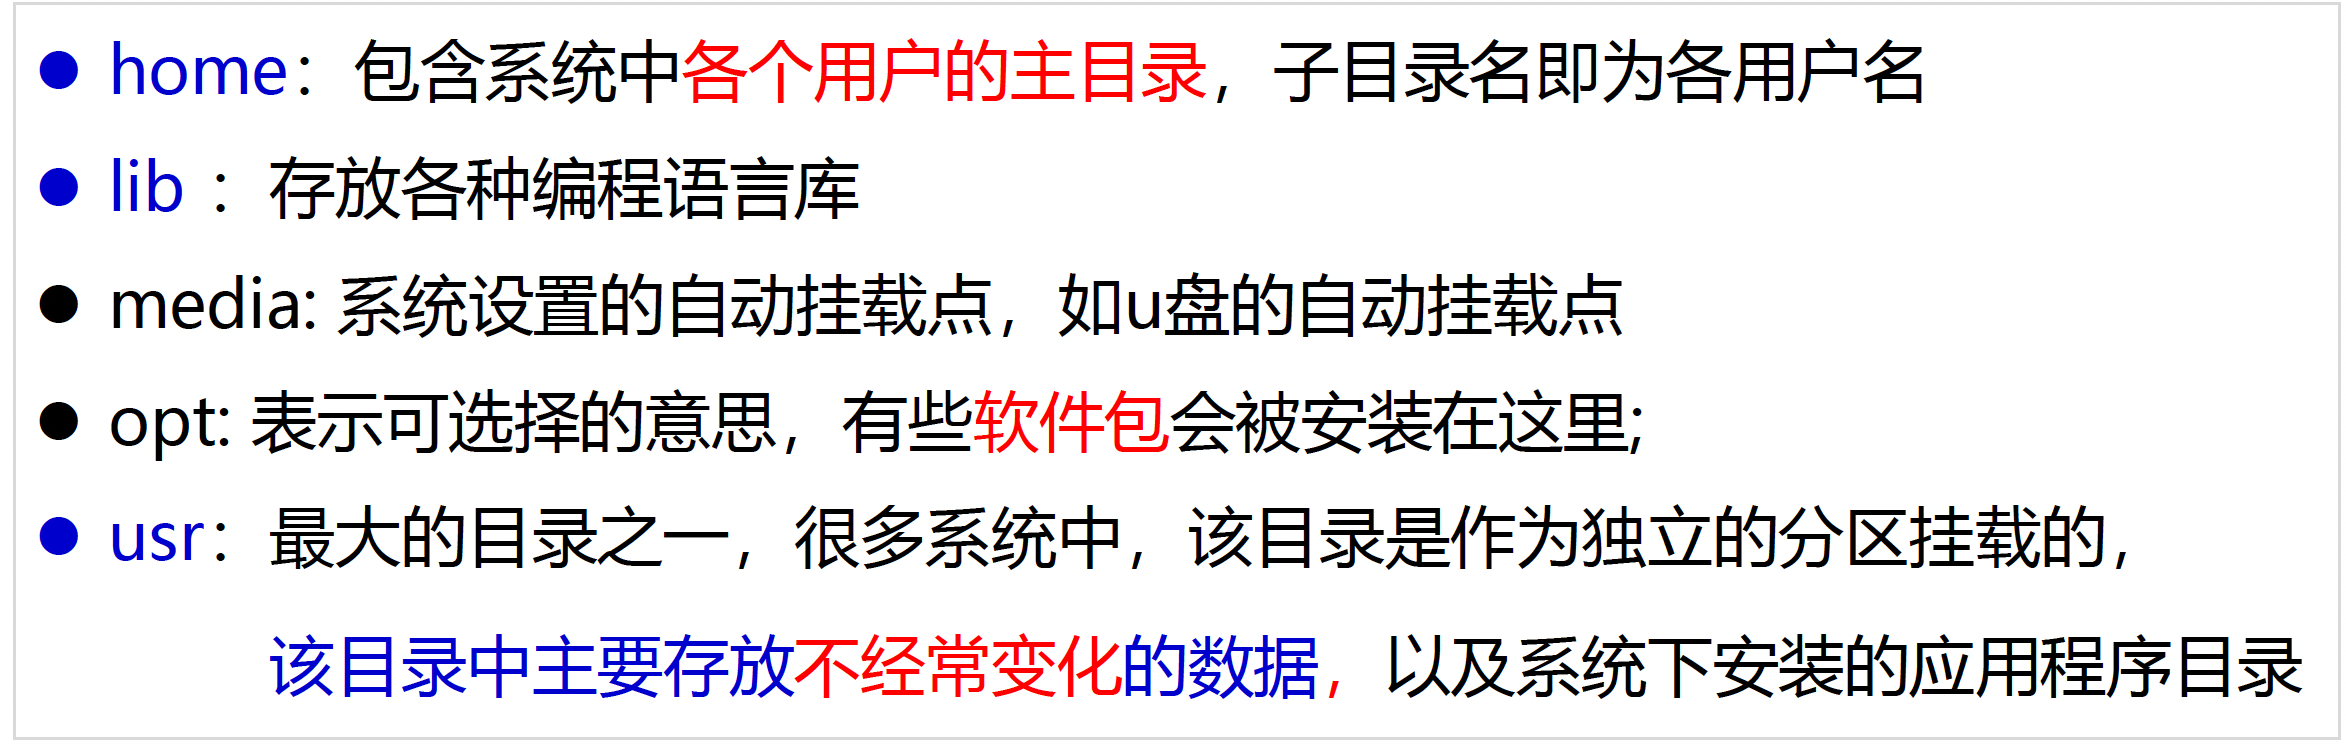 ● home：包含系统中各个用户的主目录，子目录名即为各用户名
● lib ：存放各种编程语言库
● media: 系统设置的自动挂载点，如u盘的自动挂载点
● opt: 表示可选择的意思，有些软件包会被安装在这里;
● usr：最大的目录之一，很多系统中，该目录是作为独立的分区挂载的，
该目录中主要存放不经常变化的数据，以及系统下安装的应用程序目录